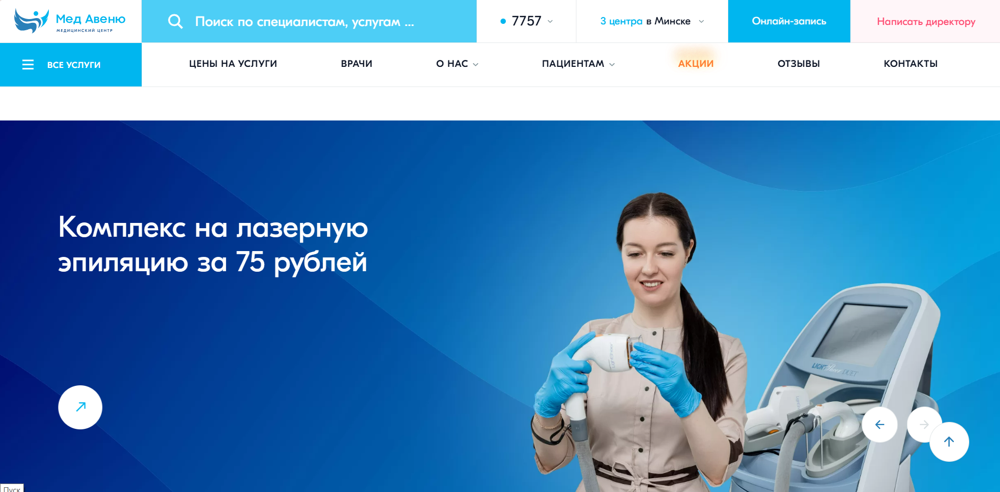 Мед Авеню
МЕДИЦИНСКИЙ ЦЕНТР
Поиск по специалистам, услугам ...
7757
3 центра в Минске
Онлайн-запись
Написать директору
ВСЕ УСЛУГИ
ЦЕНЫ НА УСЛУГИ
ВРАЧИ
О НАС
ПАЦИЕНТАМ
АКЦИИ
ОТЗЫВЫ
КОНТАКТЫ
Комплекс на лазерную
эпиляцию за 75 рублей
LightSheer
LIGHTSheer DUET
Пуск